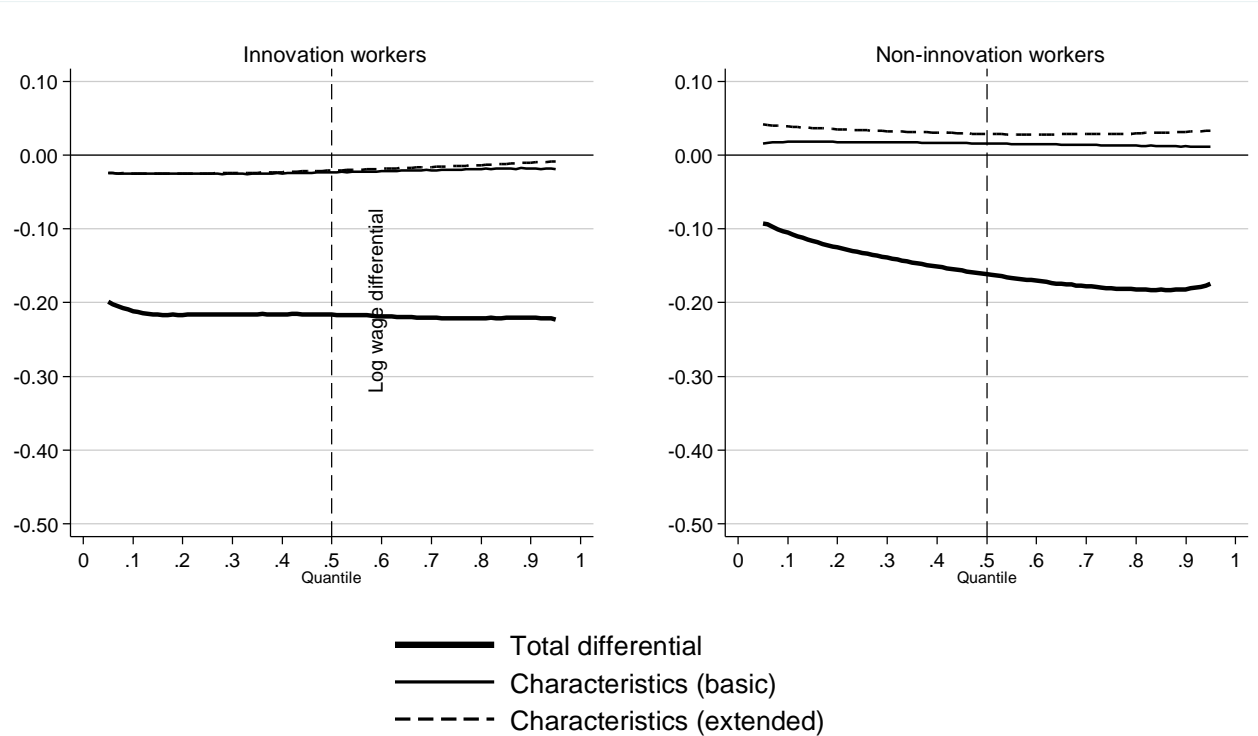 Innovation workers
0.10
0.00
-0.10
-0.20
-0.30
-0.40
-0.50
0 .1 .2 .3 .4 .5 .6 .7 .8 .9 1
Quantile
Log wage differential
Non-innovation workers
0.10
0.00
-0.10
-0.20
-0.30
-0.40
-0.50
0 .1 .2 .3 .4 .5 .6 .7 .8 .9 1
Quantile
Total differential
Characteristics (basic)
Characteristics (extended)